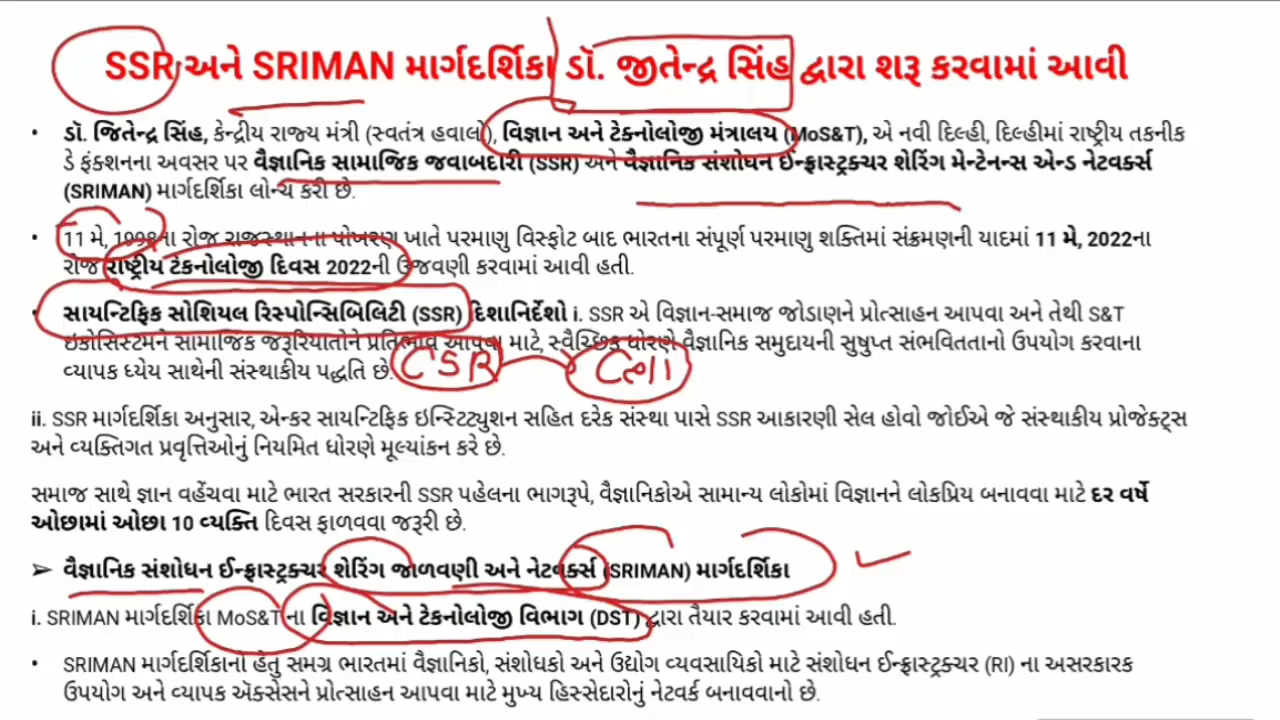 SSR અને SRIMAN માર્ગદર્શિકા ડૉ. જીતેન્દ્ર સિંહ દ્વારા શરૂ કરવામાં આવી
• ડૉ. જિતેન્દ્ર સિંહ, કેન્દ્રીય રાજ્ય મંત્રી (સ્વતંત્ર હવાલો), વિજ્ઞાન અને ટેકનોલોજી મંત્રાલય (MoS&T), એ નવી દિલ્હી, દિલ્હીમાં રાષ્ટ્રીય તકનીક
ડે ફંક્શનના અવસર પર વૈજ્ઞાનિક સામાજિક જવાબદારી (SSR) અને વૈજ્ઞાનિક સંશોધન ઈન્ફ્રાસ્ટ્રક્ચર શેરિંગ મેન્ટેનન્સ એન્ડ નેટવર્ક્સ
(SRIMAN) માર્ગદર્શિકા લોન્ચ કરી છે.
• 11 મે, 1998ના રોજ રાજસ્થાનના પોખરણ ખાતે પરમાણુ વિસ્ફોટ બાદ ભારતના સંપૂર્ણ પરમાણુ શક્તિમાં સંક્રમણની યાદમાં 11 મે, 2022ના
રોજ રાષ્ટ્રીય ટેકનોલોજી દિવસ 2022ની ઉજવણી કરવામાં આવી હતી.
• સાયન્ટિફિક સોશિયલ રિસ્પોન્સિબિલિટી (SSR) દિશાનિર્દેશો i. SSR એ વિજ્ઞાન-સમાજ જોડાણને પ્રોત્સાહન આપવા અને તેથી S&T
ઇકોસિસ્ટમને સામાજિક જરૂરિયાતોને પ્રતિભાવ આપવા માટે, સ્વૈચ્છિક ધોરણે વૈજ્ઞાનિક સમુદાયની સુષુપ્ત સંભવિતતાનો ઉપયોગ કરવાના
વ્યાપક ધ્યેય સાથેની સંસ્થાકીય પદ્ધતિ છે. CSR Cell
ii. SSR માર્ગદર્શિકા અનુસાર, એન્કર સાયન્ટિફિક ઇન્સ્ટિટ્યુશન સહિત દરેક સંસ્થા પાસે SSR આકારણી સેલ હોવો જોઈએ જે સંસ્થાકીય પ્રોજેક્ટ્સ
અને વ્યક્તિગત પ્રવૃત્તિઓનું નિયમિત ધોરણે મૂલ્યાંકન કરે છે.
સમાજ સાથે જ્ઞાન વહેંચવા માટે ભારત સરકારની SSR પહેલના ભાગરૂપે, વૈજ્ઞાનિકોએ સામાન્ય લોકોમાં વિજ્ઞાનને લોકપ્રિય બનાવવા માટે દર વર્ષે
ઓછામાં ઓછા 10 વ્યક્તિ દિવસ ફાળવવા જરૂરી છે.
➢ વૈજ્ઞાનિક સંશોધન ઈન્ફ્રાસ્ટ્રક્ચર શેરિંગ જાળવણી અને નેટવર્ક્સ (SRIMAN) માર્ગદર્શિકા
i. SRIMAN માર્ગદર્શિકા MoS&T ના વિજ્ઞાન અને ટેકનોલોજી વિભાગ (DST) દ્વારા તૈયાર કરવામાં આવી હતી.
• SRIMAN માર્ગદર્શિકાનો હેતુ સમગ્ર ભારતમાં વૈજ્ઞાનિકો, સંશોધકો અને ઉદ્યોગ વ્યવસાયિકો માટે સંશોધન ઈન્ફ્રાસ્ટ્રક્ચર (RI) ના અસરકારક
ઉપયોગ અને વ્યાપક ઍક્સેસને પ્રોત્સાહન આપવા માટે મુખ્ય હિસ્સેદારોનું નેટવર્ક બનાવવાનો છે.